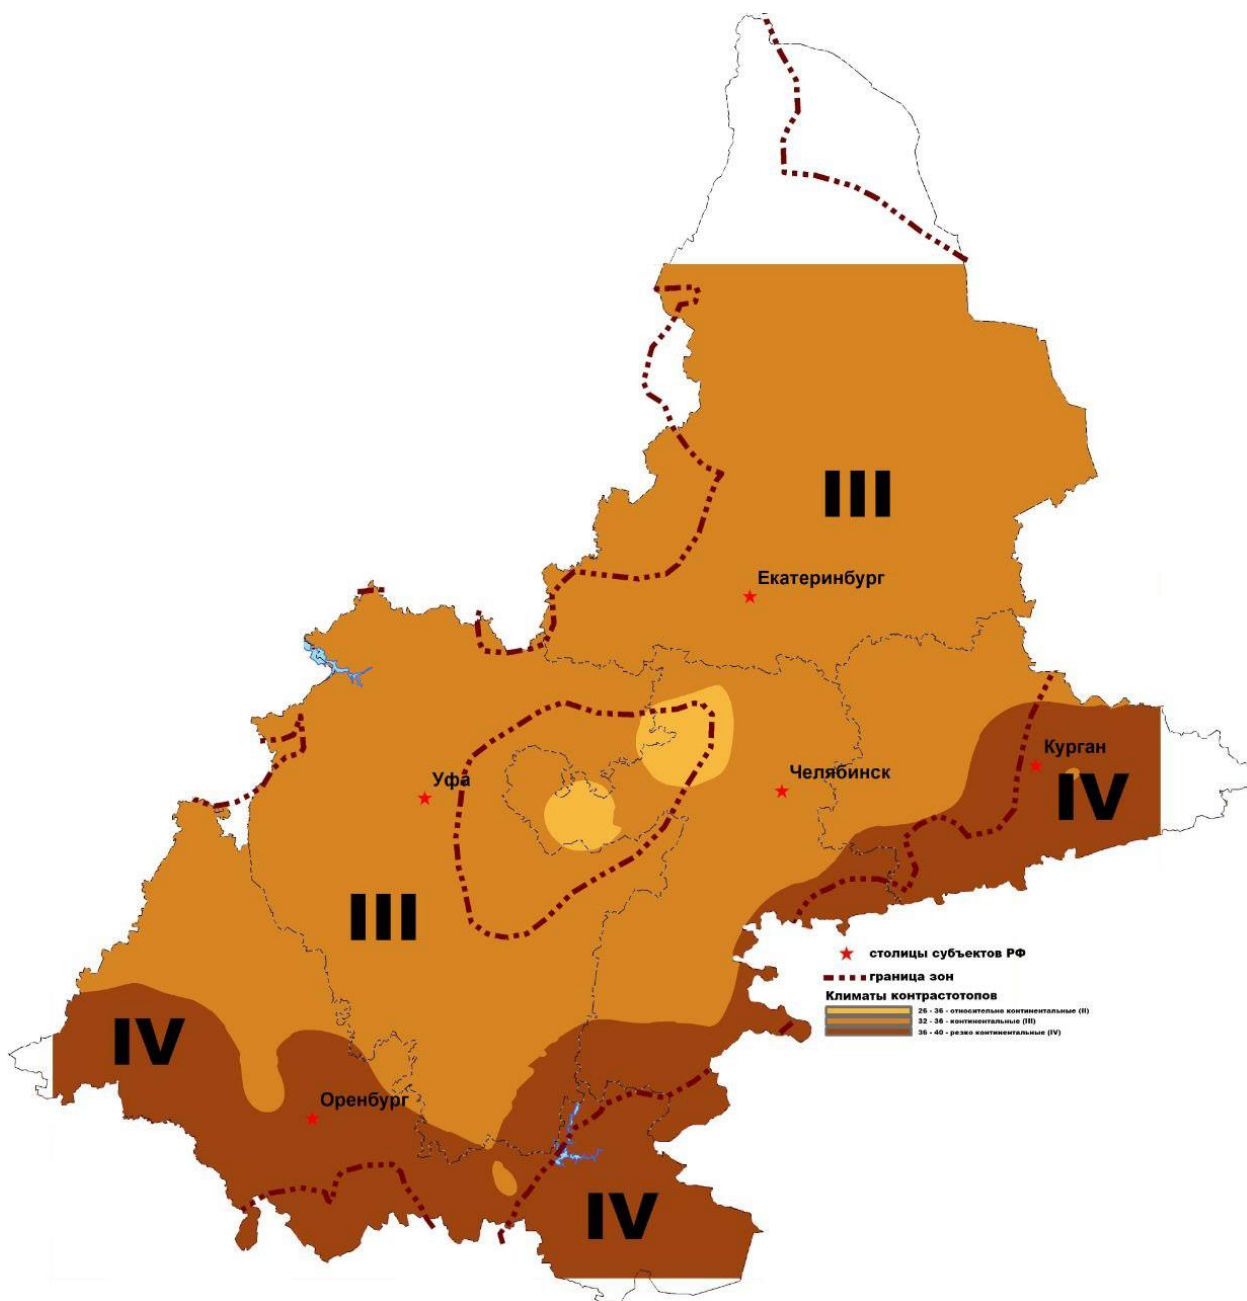 III
Екатеринбург
Курган
IV
Челябинск
Уфа
III
столицы субъектов РФ
граница зон
Климаты контрастотопов
26 - 36 - относительно континентальные (II)
32 - 36 - континентальные (III)
36 - 40 - резко континентальные (IV)
IV
Оренбург
IV